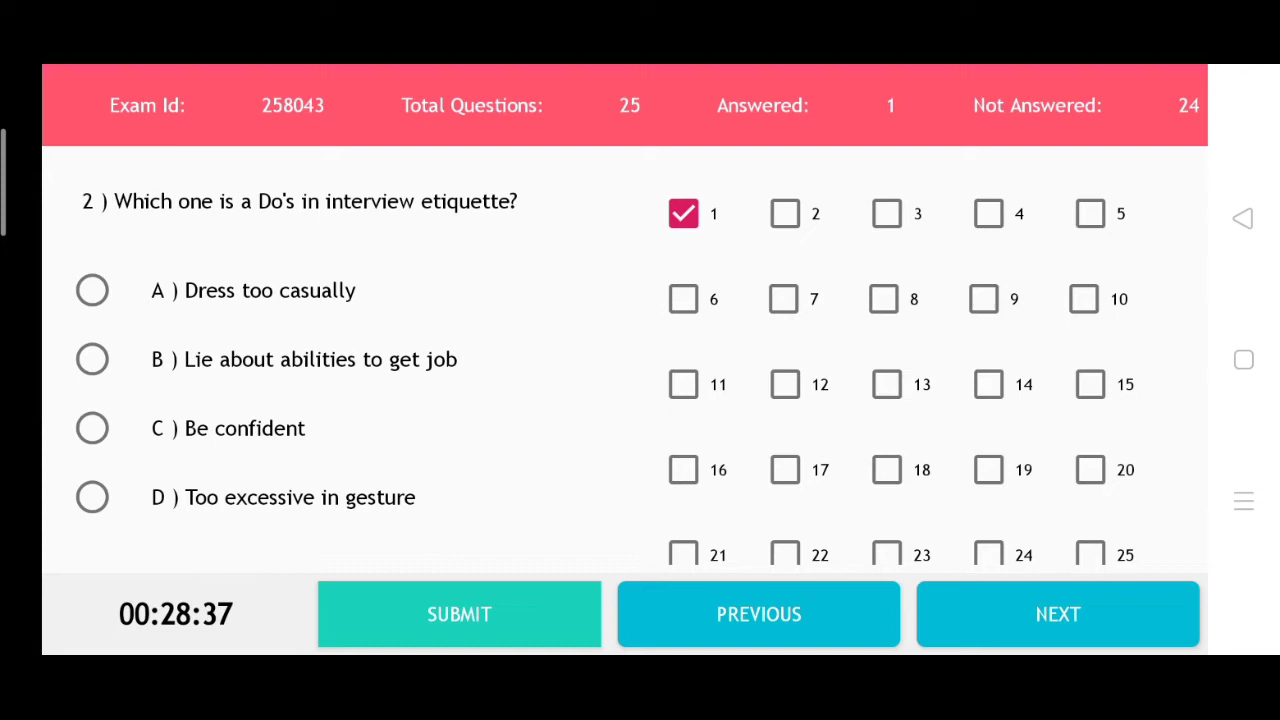 Exam Id: 258043 Total Questions: 25 Answered: 1 Not Answered: 24
2 ) Which one is a Do's in interview etiquette?
A ) Dress too casually
B ) Lie about abilities to get job
C ) Be confident
D ) Too excessive in gesture
1 2 3 4 5
6 7 8 9 10
11 12 13 14 15
16 17 18 19 20
21 22 23 24 25
00:28:37 SUBMIT PREVIOUS NEXT